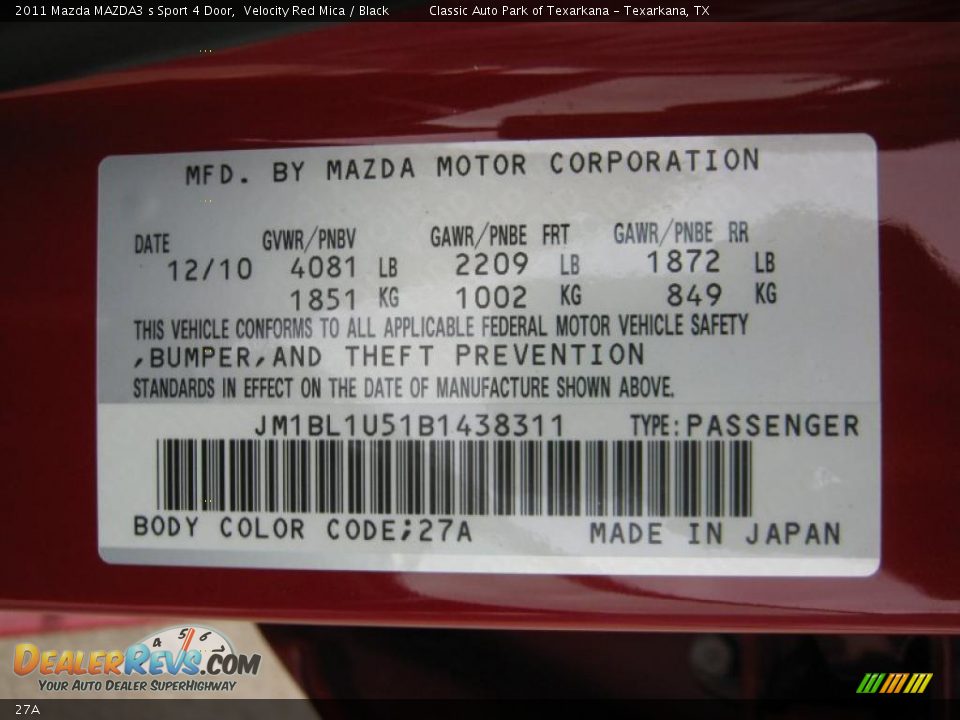 2011 Mazda MAZDA3 s Sport 4 Door, Velocity Red Mica / Black Classic Auto Park of Texarkana - Texarkana, TX
MFD. BY MAZDA MOTOR CORPORATION
DATE GVWR/PNBV GAWR/PNBE FRT GAWR/PNBE RR
12/10 4081 LB 2209 LB 1872 LB
1851 KG 1002 KG 849 KG
THIS VEHICLE CONFORMS TO ALL APPLICABLE FEDERAL MOTOR VEHICLE SAFETY
,BUMPER,AND THEFT PREVENTION
STANDARDS IN EFFECT ON THE DATE OF MANUFACTURE SHOWN ABOVE.
JM1BL1U51B1438311 TYPE:PASSENGER
BODY COLOR CODE;27A MADE IN JAPAN
4 5 6 7
DEALERREVS.COM
YOUR AUTO DEALER SUPERHIGHWAY
27A